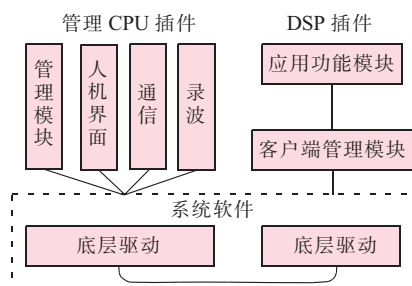 管理 CPU 插件
DSP 插件
管理模块
人机界面
通信
录波
应用功能模块
客户端管理模块
系统软件
底层驱动
底层驱动